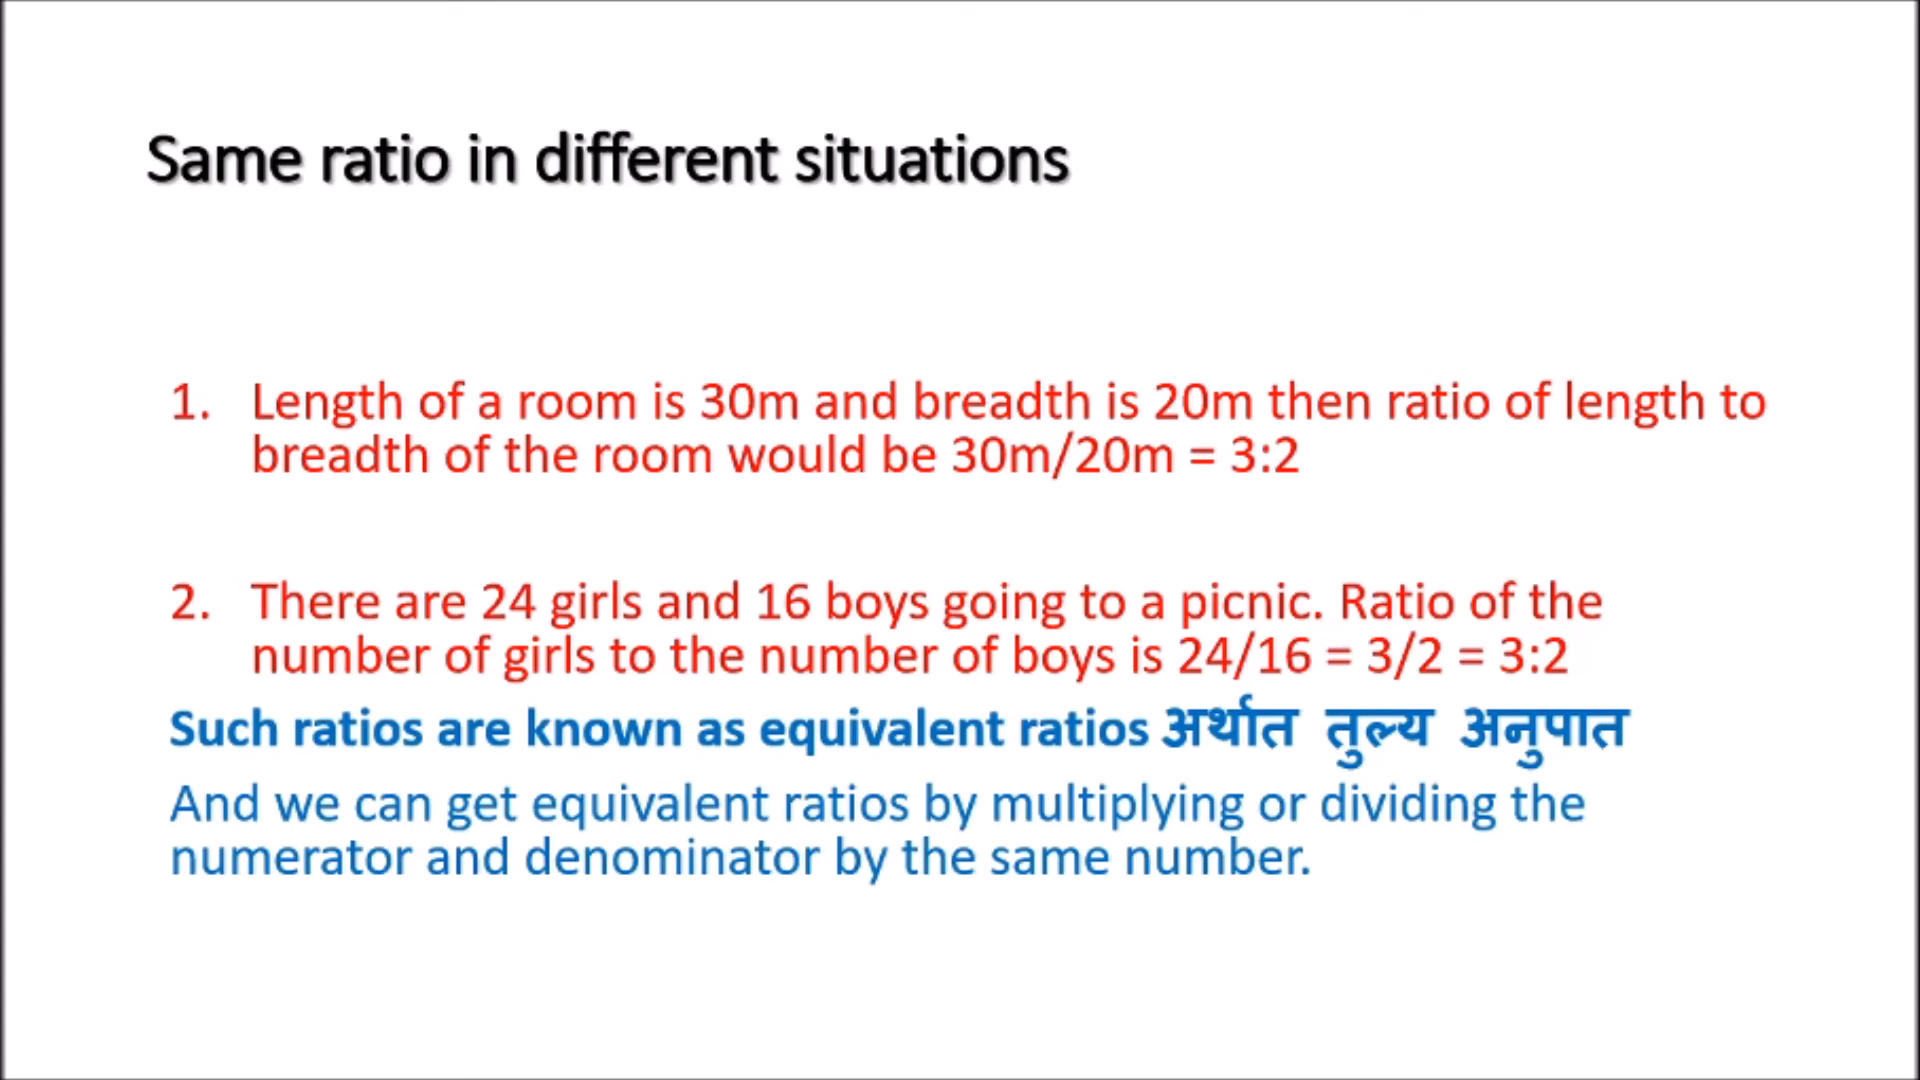 Same ratio in different situations
1. Length of a room is 30m and breadth is 20m then ratio of length to
breadth of the room would be 30m/20m = 3:2
2. There are 24 girls and 16 boys going to a picnic. Ratio of the
number of girls to the number of boys is 24/16 = 3/2 = 3:2
Such ratios are known as equivalent ratios अर्थात तुल्य अनुपात
And we can get equivalent ratios by multiplying or dividing the
numerator and denominator by the same number.